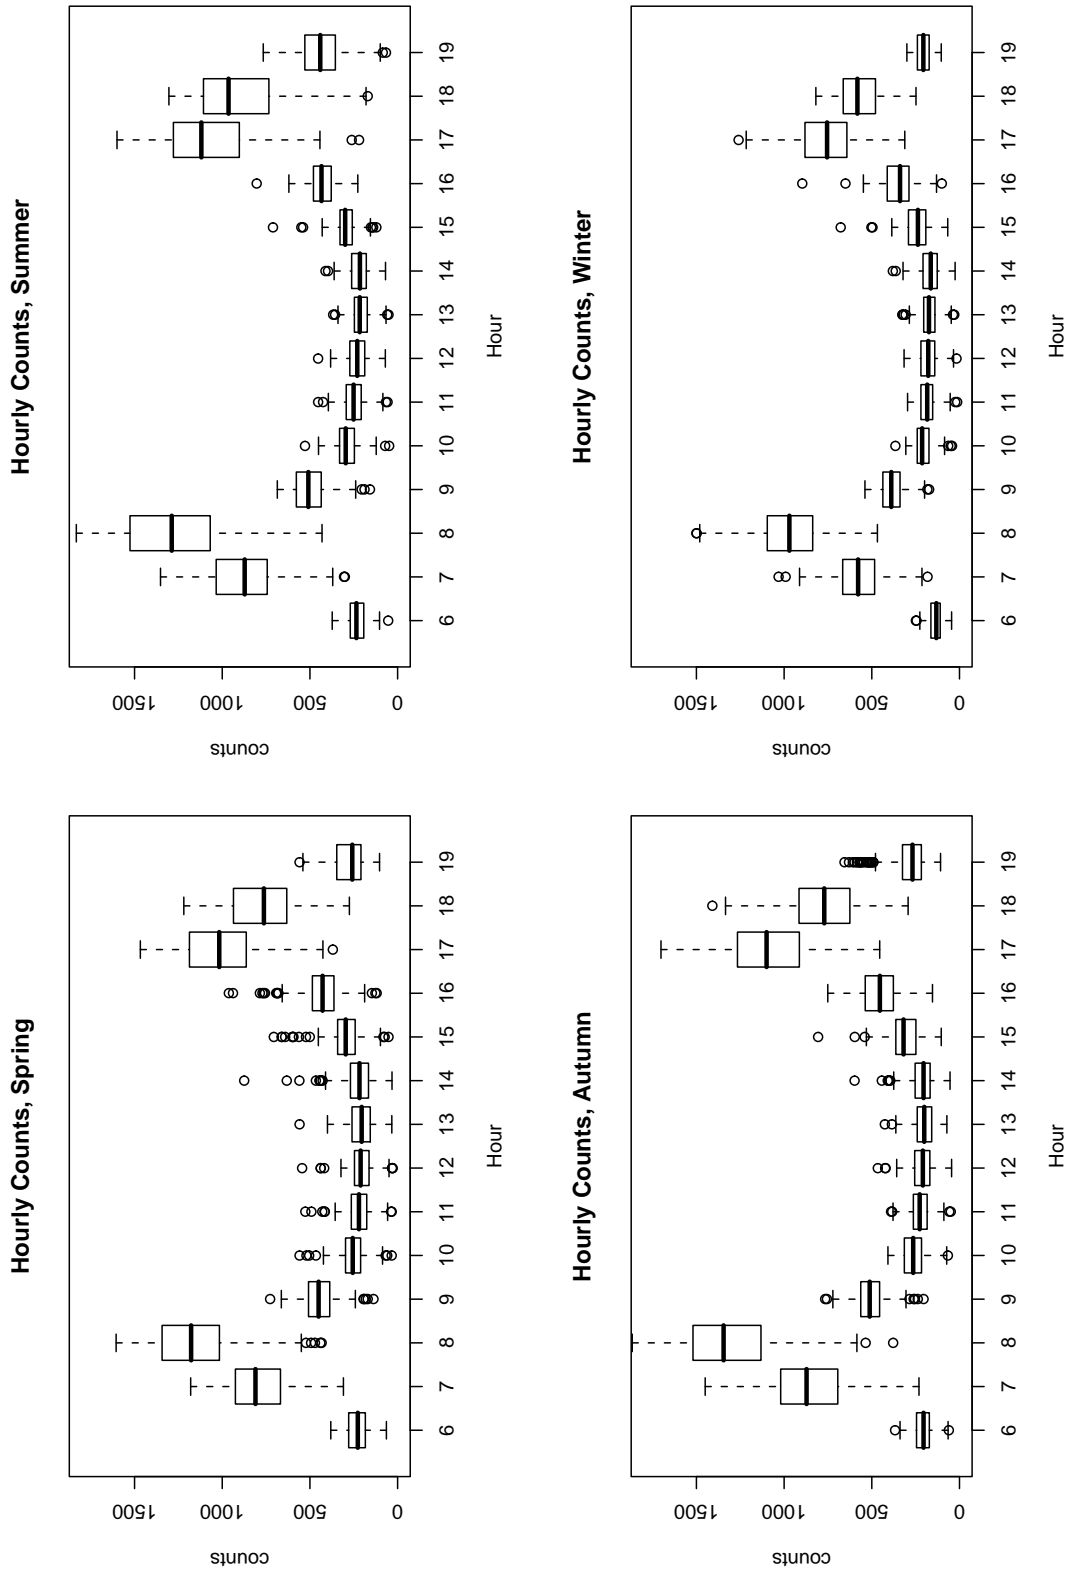 Hourly Counts, Spring
counts
1500
1000
500
0
6 7 8 9 10 11 12 13 14 15 16 17 18 19
Hour
Hourly Counts, Summer
counts
1500
1000
500
0
6 7 8 9 10 11 12 13 14 15 16 17 18 19
Hour
Hourly Counts, Autumn
counts
1500
1000
500
0
6 7 8 9 10 11 12 13 14 15 16 17 18 19
Hour
Hourly Counts, Winter
counts
1500
1000
500
0
6 7 8 9 10 11 12 13 14 15 16 17 18 19
Hour